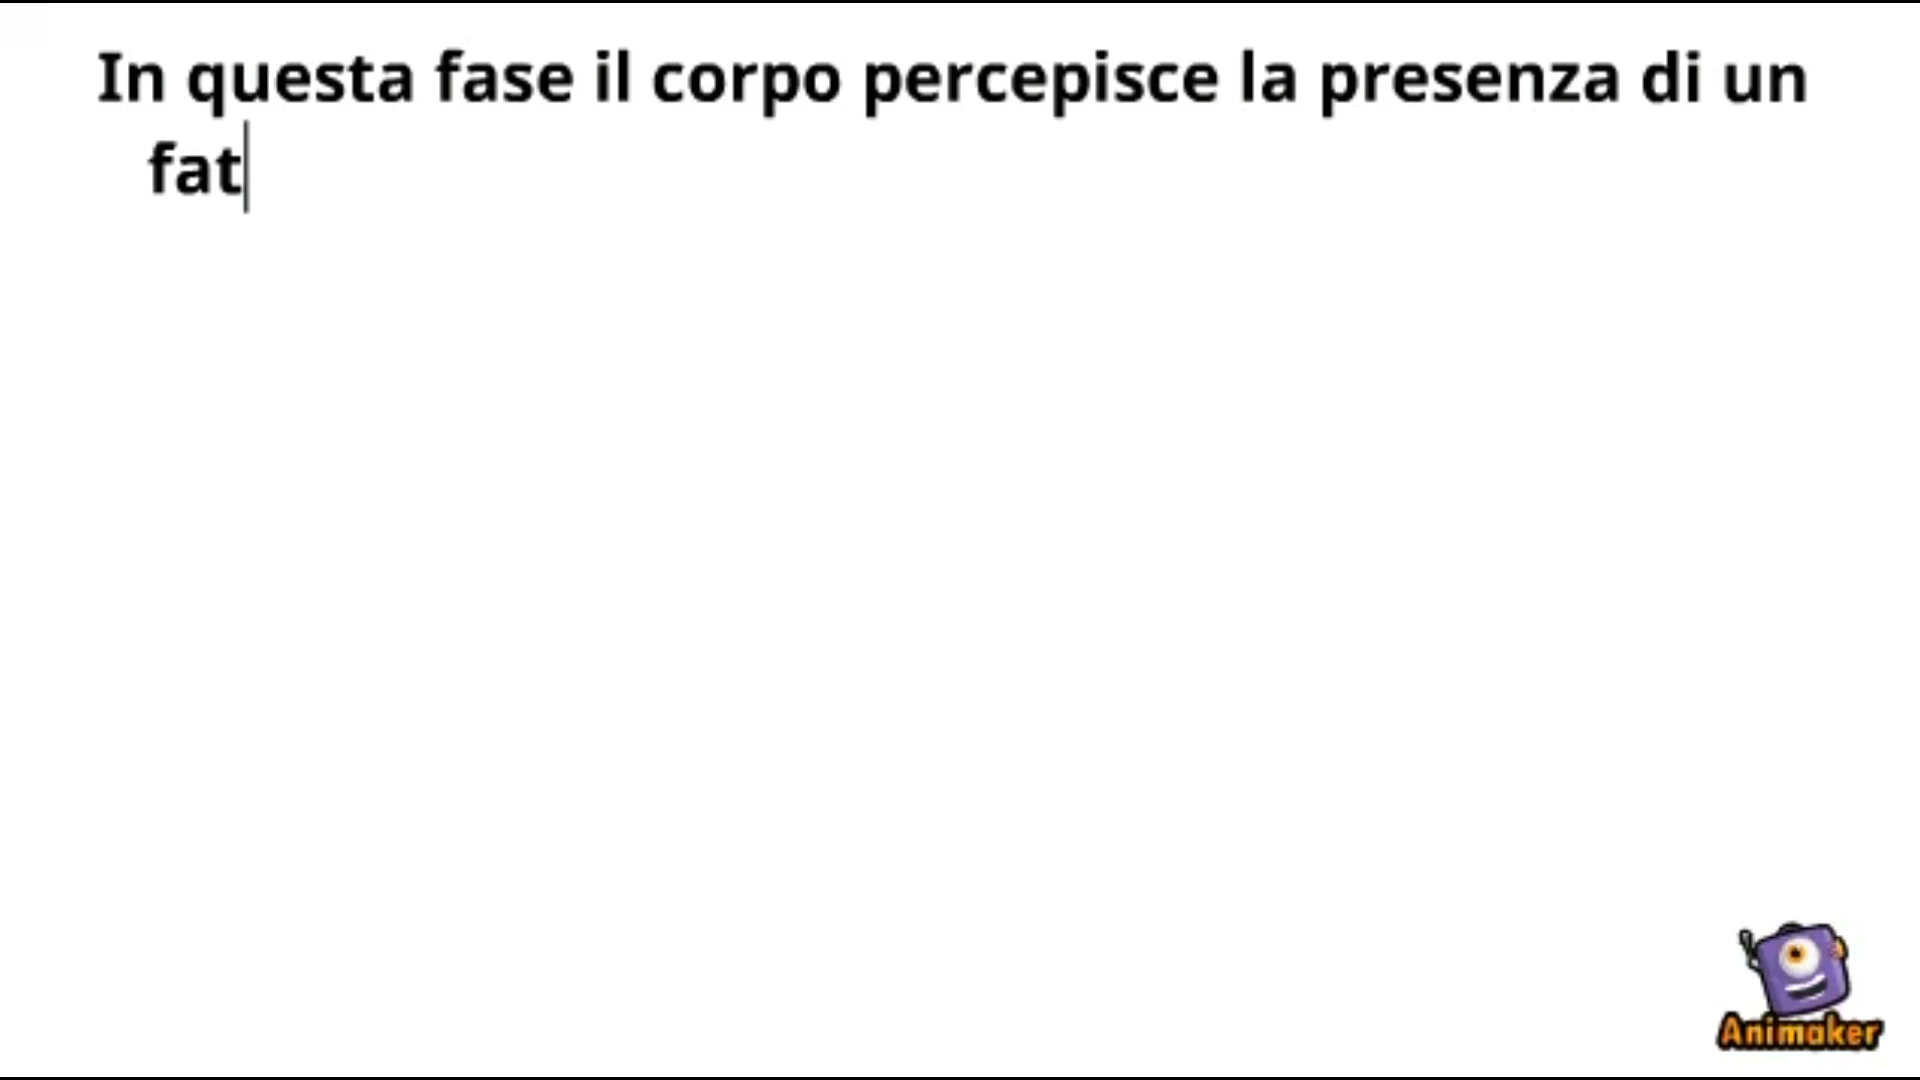 In questa fase il corpo percepisce la presenza di un
fat
Animaker